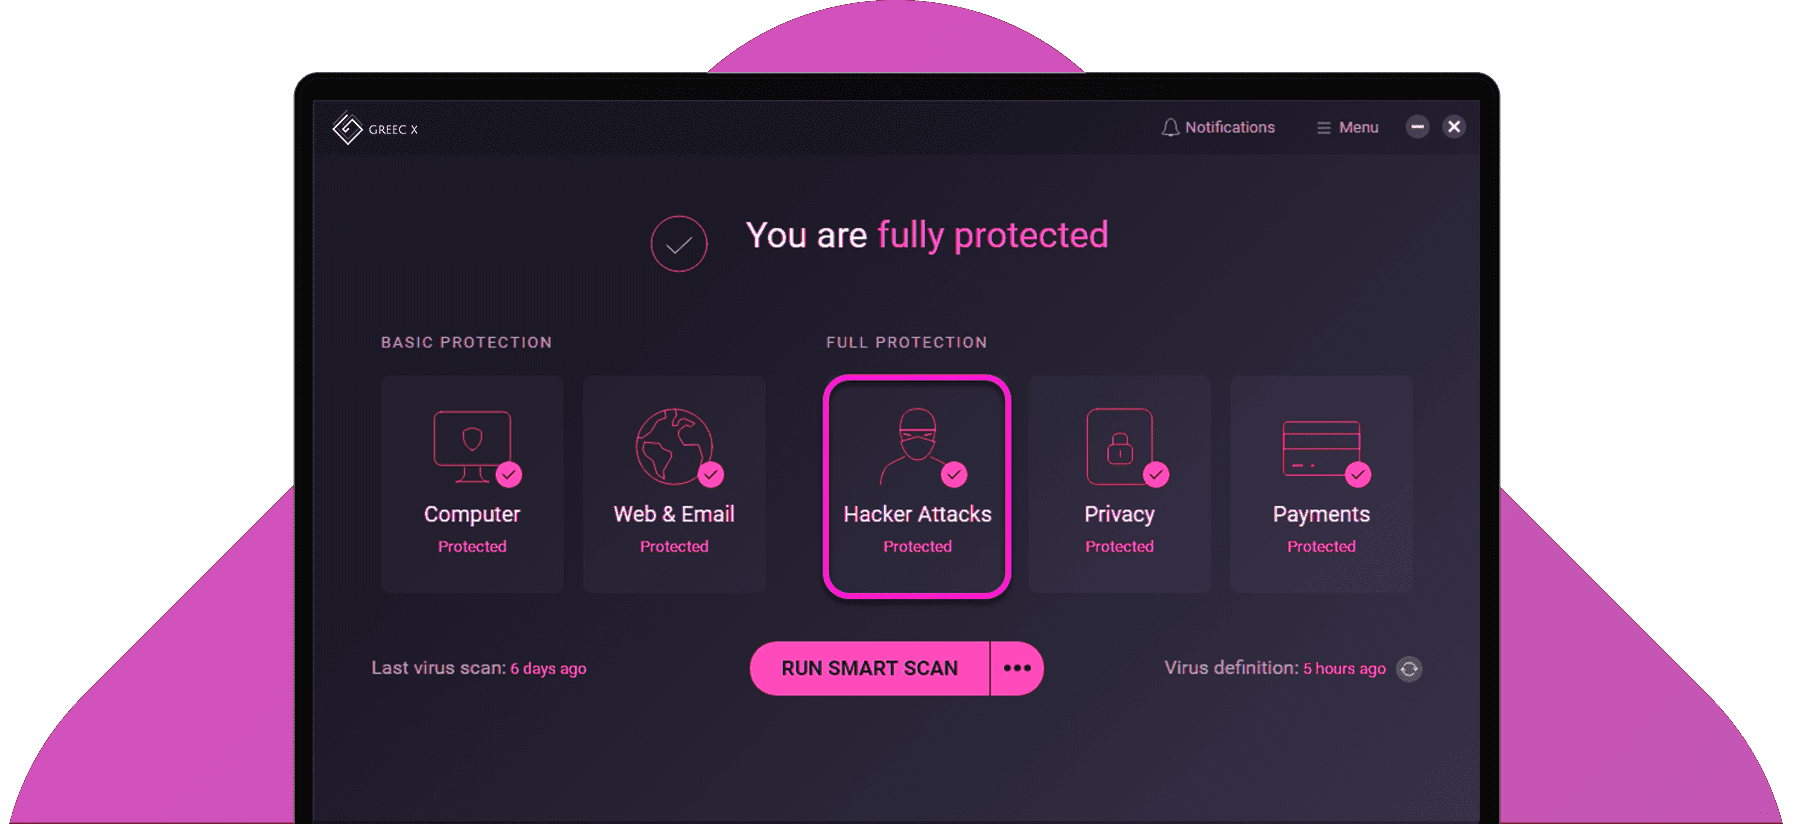 GREEC X
Notifications
Menu
You are fully protected
BASIC PROTECTION
FULL PROTECTION
Computer
Protected
Web & Email
Protected
Hacker Attacks
Protected
Privacy
Protected
Payments
Protected
Last virus scan: 6 days ago
RUN SMART SCAN
Virus definition: 5 hours ago